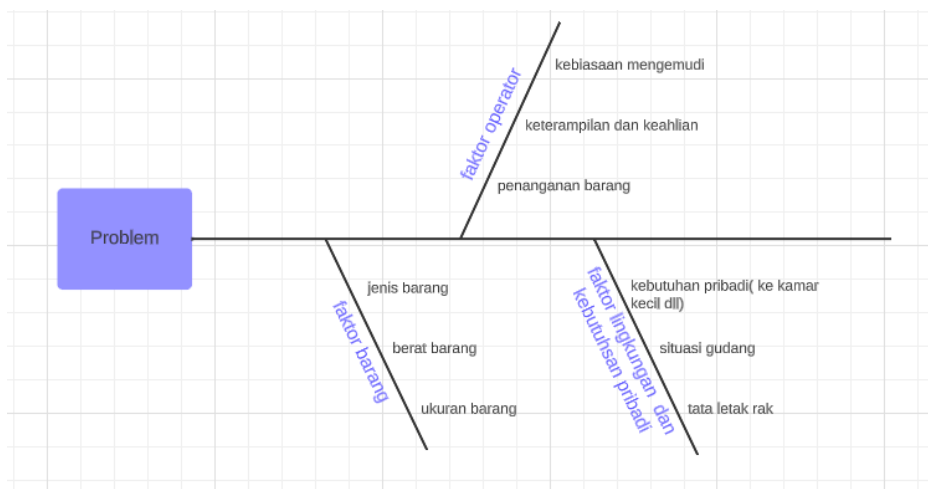 kebiasaan mengemudi
faktor operator
keterampilan dan keahlian
penanganan barang
Problem
jenis barang
faktor barang
berat barang
ukuran barang
faktor lingkungan dan
kebutuhsan pribadi
kebutuhan pribadi( ke kamar
kecil dll)
situasi gudang
tata letak rak